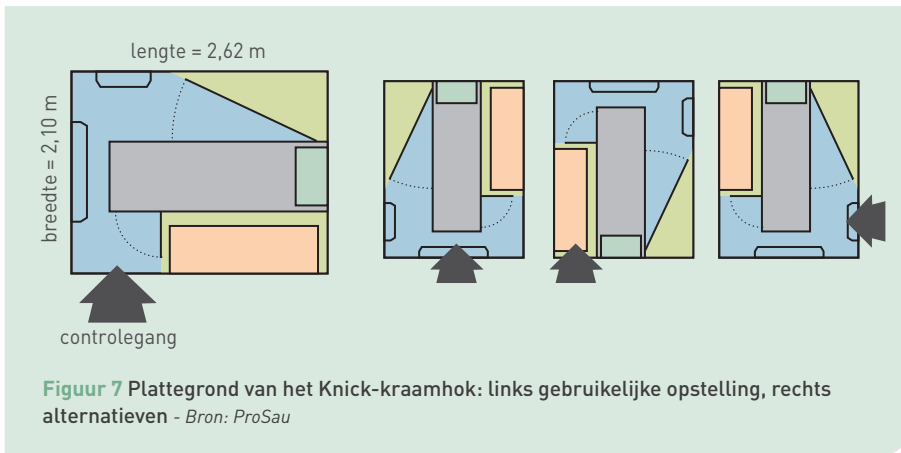 lengte = 2,62 m
breedte = 2,10 m
controlegang
Figuur 7 Plattegrond van het Knick-kraamhok: links gebruikelijke opstelling, rechts
alternatieven - Bron: ProSau